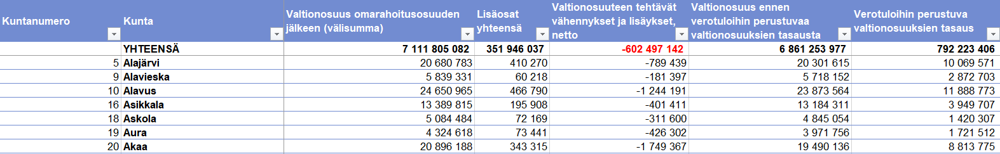 Kuntanumero Kunta Valtionosuus omarahoitusosuuden jälkeen (välisumma) Lisäosat yhteensä Valtionosuuteen tehtävät vähennykset ja lisäykset, netto Valtionosuus ennen verotuloihin perustuvaa valtionosuuksien tasausta Verotuloihin perustuva valtionosuuksien tasaus
YHTEENSÄ 7 111 805 082 351 946 037 -602 497 142 6 861 253 977 792 223 406
5 Alajärvi 20 680 783 410 270 -789 439 20 301 615 10 069 571
9 Alavieska 5 839 331 60 218 -181 397 5 718 152 2 872 703
10 Alavus 24 650 965 466 790 -1 244 191 23 873 564 11 888 773
16 Asikkala 13 389 815 195 908 -401 411 13 184 311 3 949 707
18 Askola 5 084 484 72 169 -311 600 4 845 054 1 420 307
19 Aura 4 324 618 73 441 -426 302 3 971 756 1 721 512
20 Akaa 20 896 188 343 315 -1 749 367 19 490 136 8 813 775